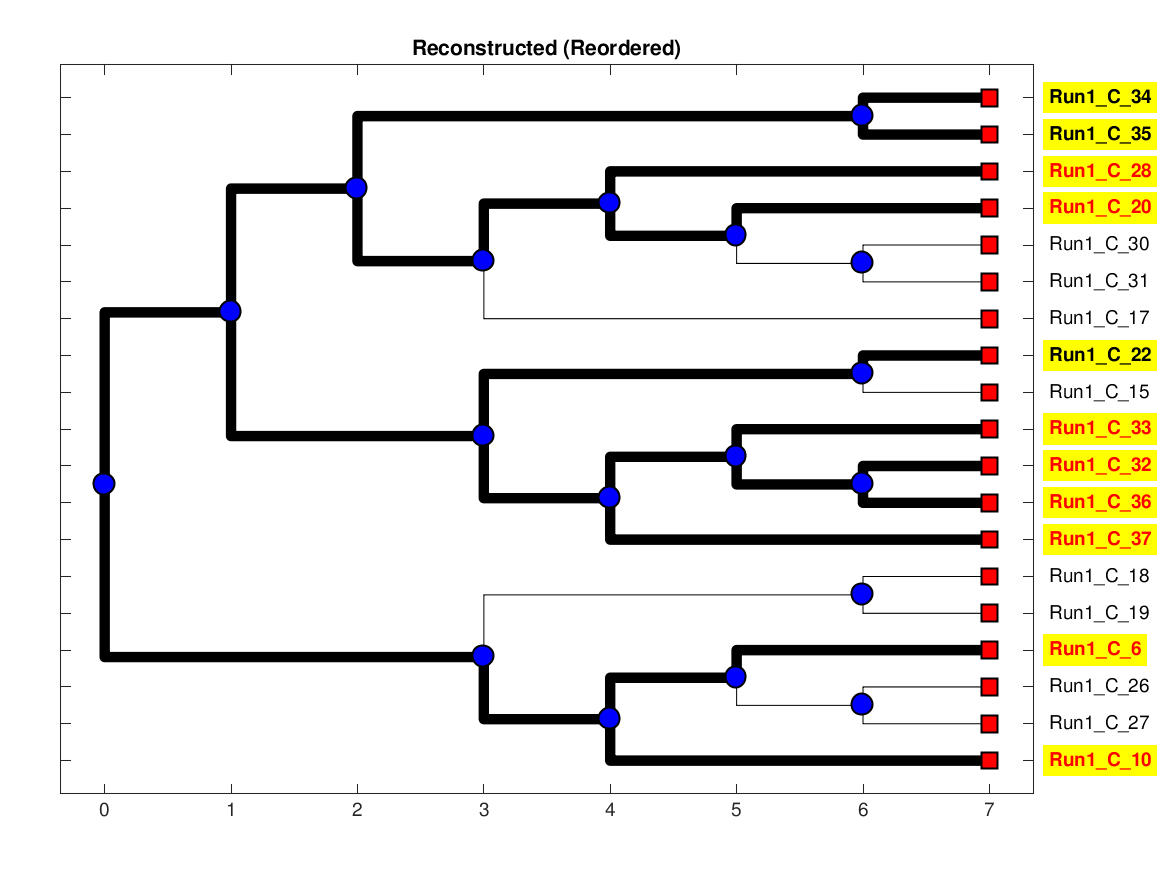 Reconstructed (Reordered)
Run1_C_34
Run1_C_35
Run1_C_28
Run1_C_20
Run1_C_30
Run1_C_31
Run1_C_17
Run1_C_22
Run1_C_15
Run1_C_33
Run1_C_32
Run1_C_36
Run1_C_37
Run1_C_18
Run1_C_19
Run1_C_6
Run1_C_26
Run1_C_27
Run1_C_10
0 1 2 3 4 5 6 7